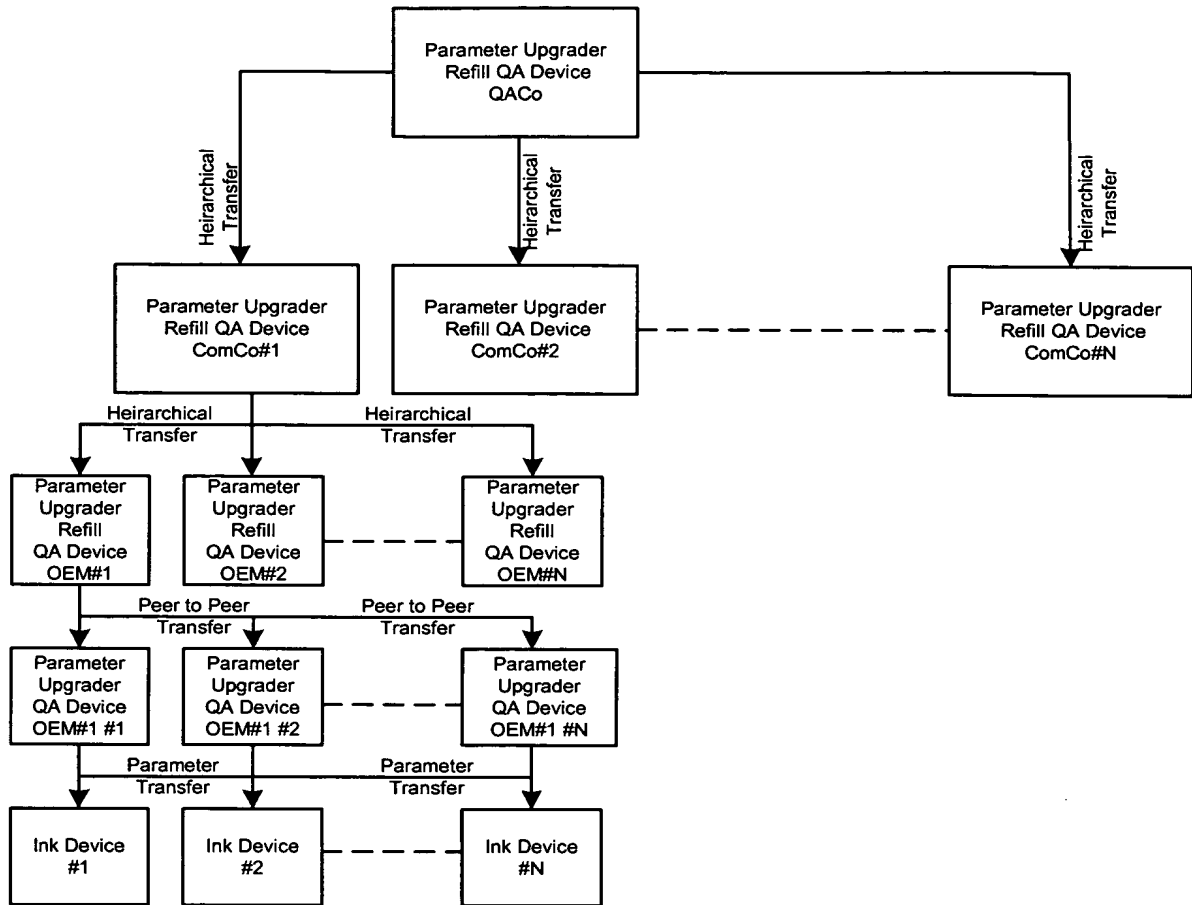 Parameter Upgrader
Refill QA Device
QACo
Heirarchical
Transfer
Heirarchical
Transfer
Heirarchical
Transfer
Parameter Upgrader
Refill QA Device
ComCo#1
Parameter Upgrader
Refill QA Device
ComCo#2
Parameter Upgrader
Refill QA Device
ComCo#N
Heirarchical
Transfer
Heirarchical
Transfer
Parameter
Upgrader
Refill
QA Device
OEM#1
Parameter
Upgrader
Refill
QA Device
OEM#2
Parameter
Upgrader
Refill
QA Device
OEM#N
Peer to Peer
Transfer
Peer to Peer
Transfer
Parameter
Upgrader
QA Device
OEM#1 #1
Parameter
Upgrader
QA Device
OEM#1 #2
Parameter
Upgrader
QA Device
OEM#1 #N
Parameter
Transfer
Parameter
Transfer
Ink Device
#1
Ink Device
#2
Ink Device
#N